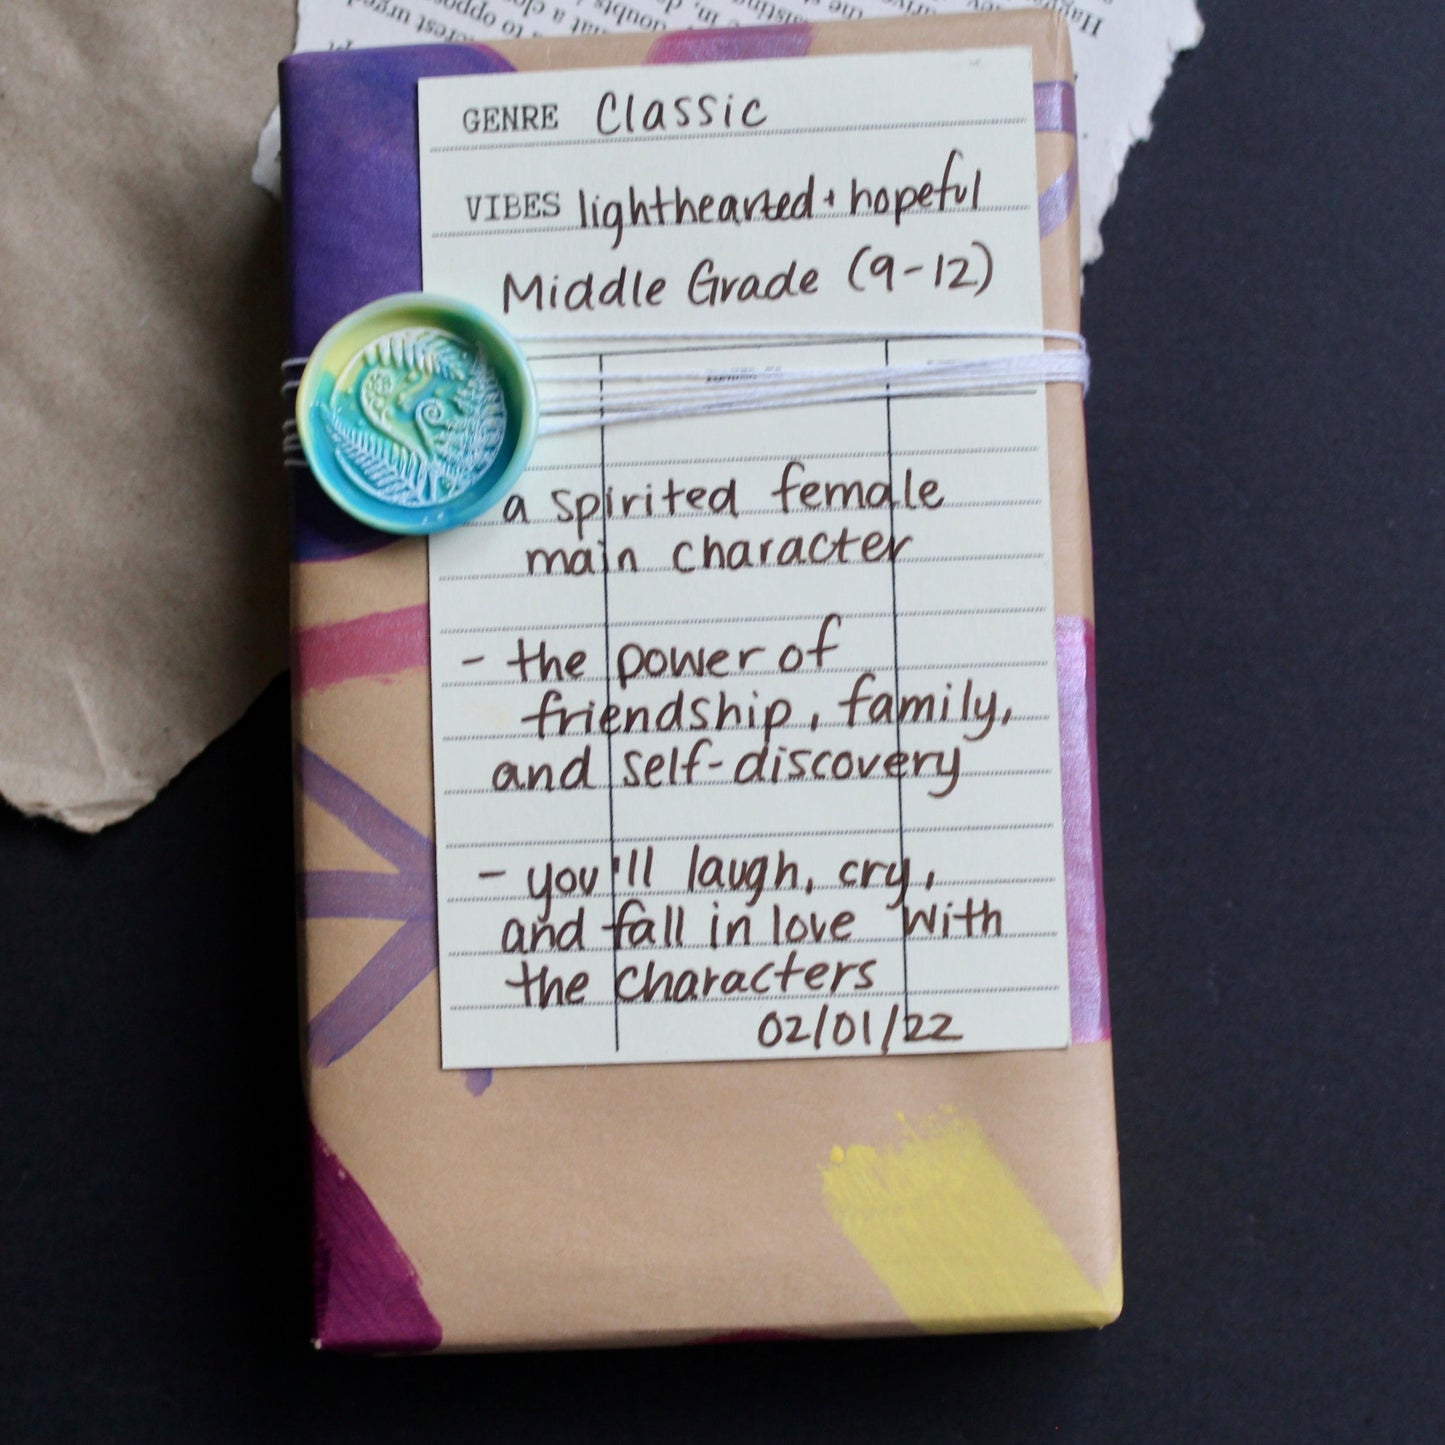 GENRE Classic
VIBES lighthearted + hopeful
Middle Grade (9-12)
a spirited female
main character
- the power of
friendship, family,
and self-discovery
- you'll laugh, cry,
and fall in love with
the characters
02/01/22